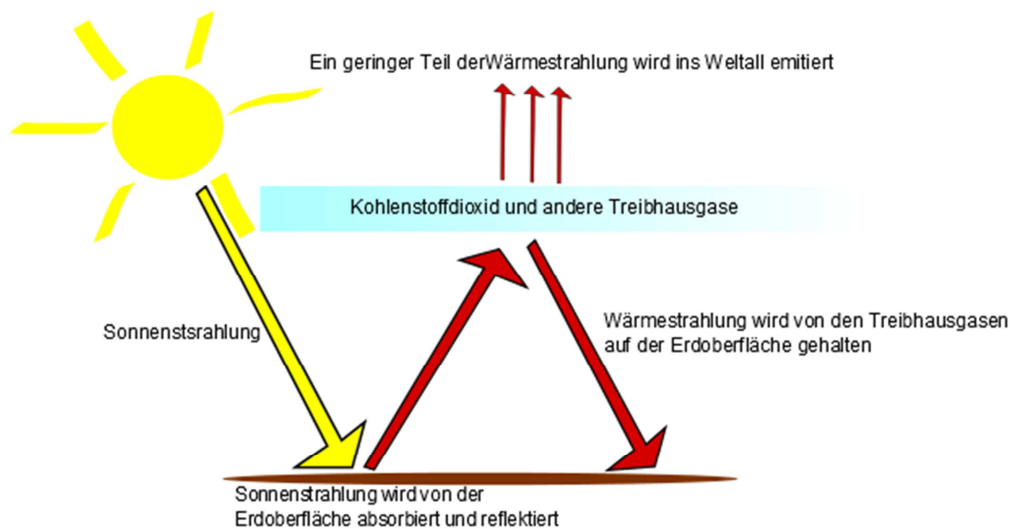 Ein geringer Teil derWärmestrahlung wird ins Weltall emitiert
Kohlenstoffdioxid und andere Treibhausgase
Sonnenstsrahlung
Wärmestrahlung wird von den Treibhausgasen
auf der Erdoberfläche gehalten
Sonnenstrahlung wird von der
Erdoberfläche absorbiert und reflektiert